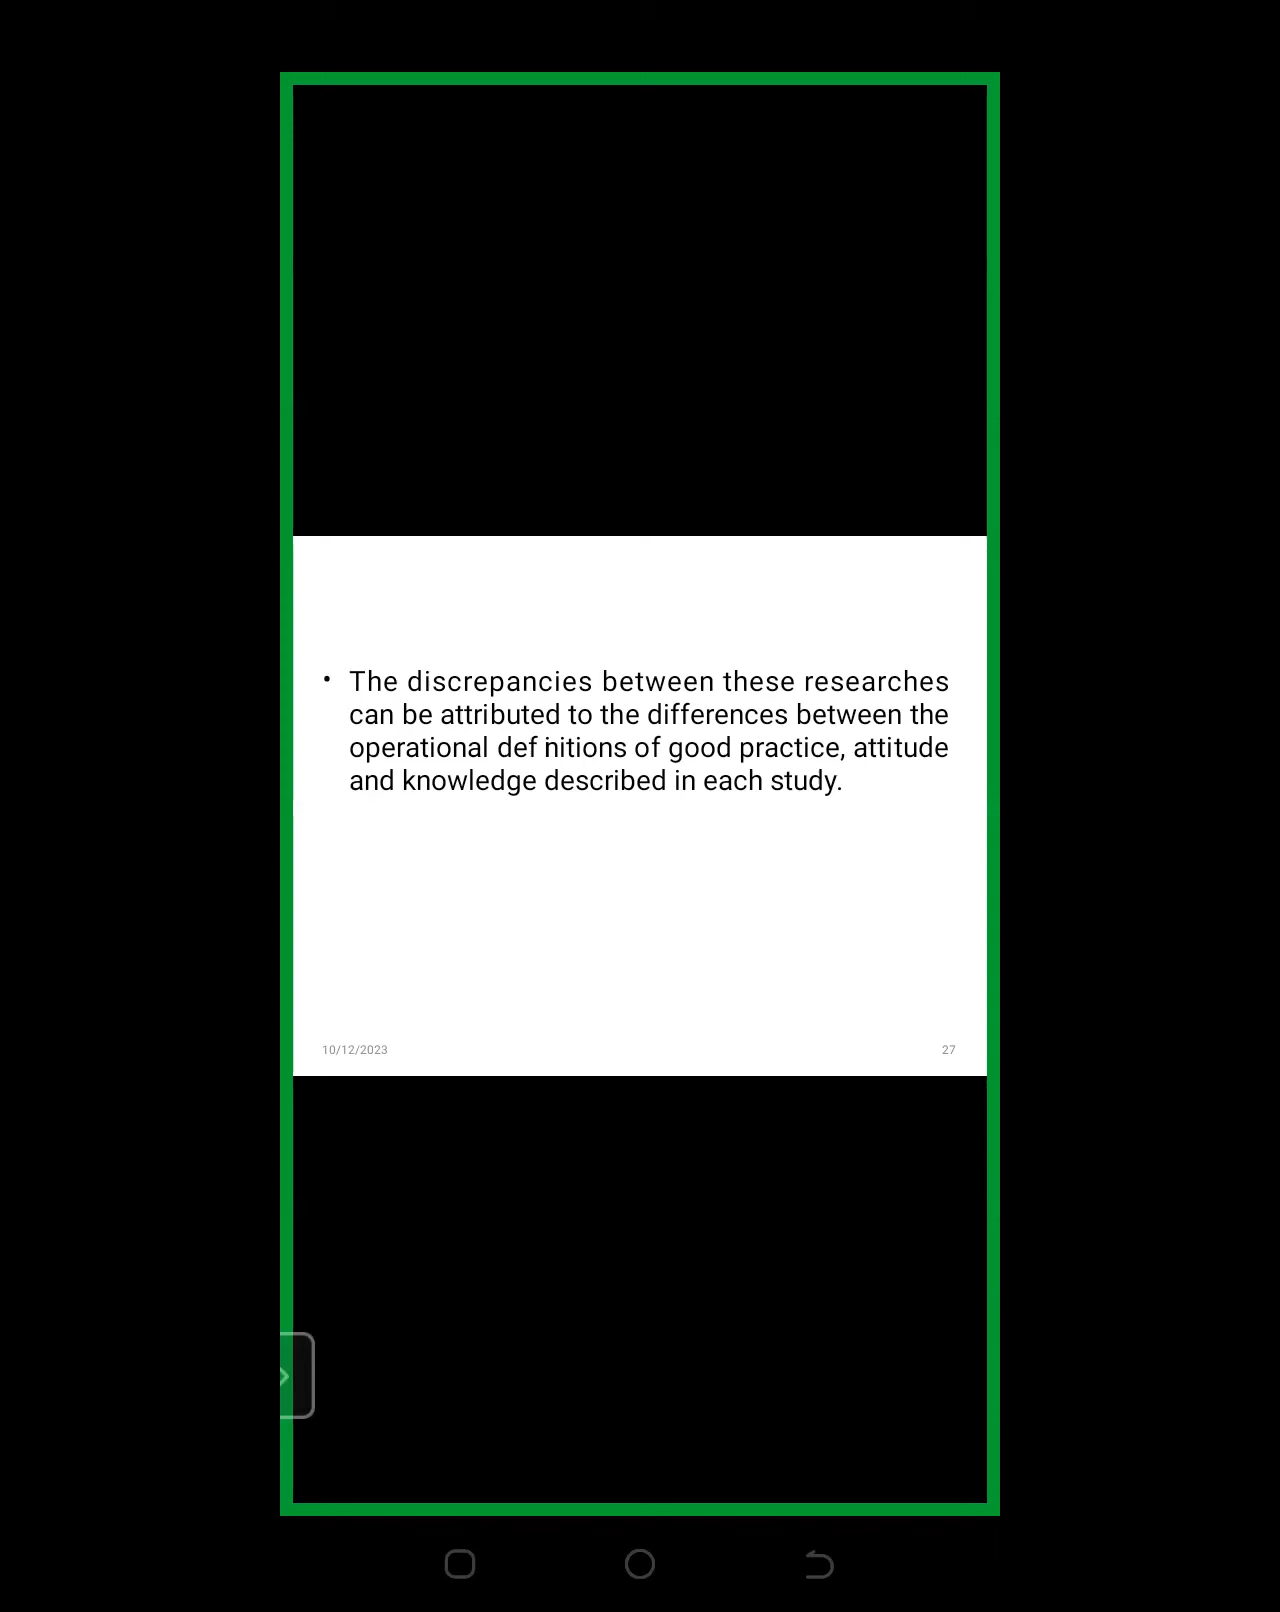 • The discrepancies between these researches
can be attributed to the differences between the
operational def initions of good practice, attitude
and knowledge described in each study.
10/12/2023
27